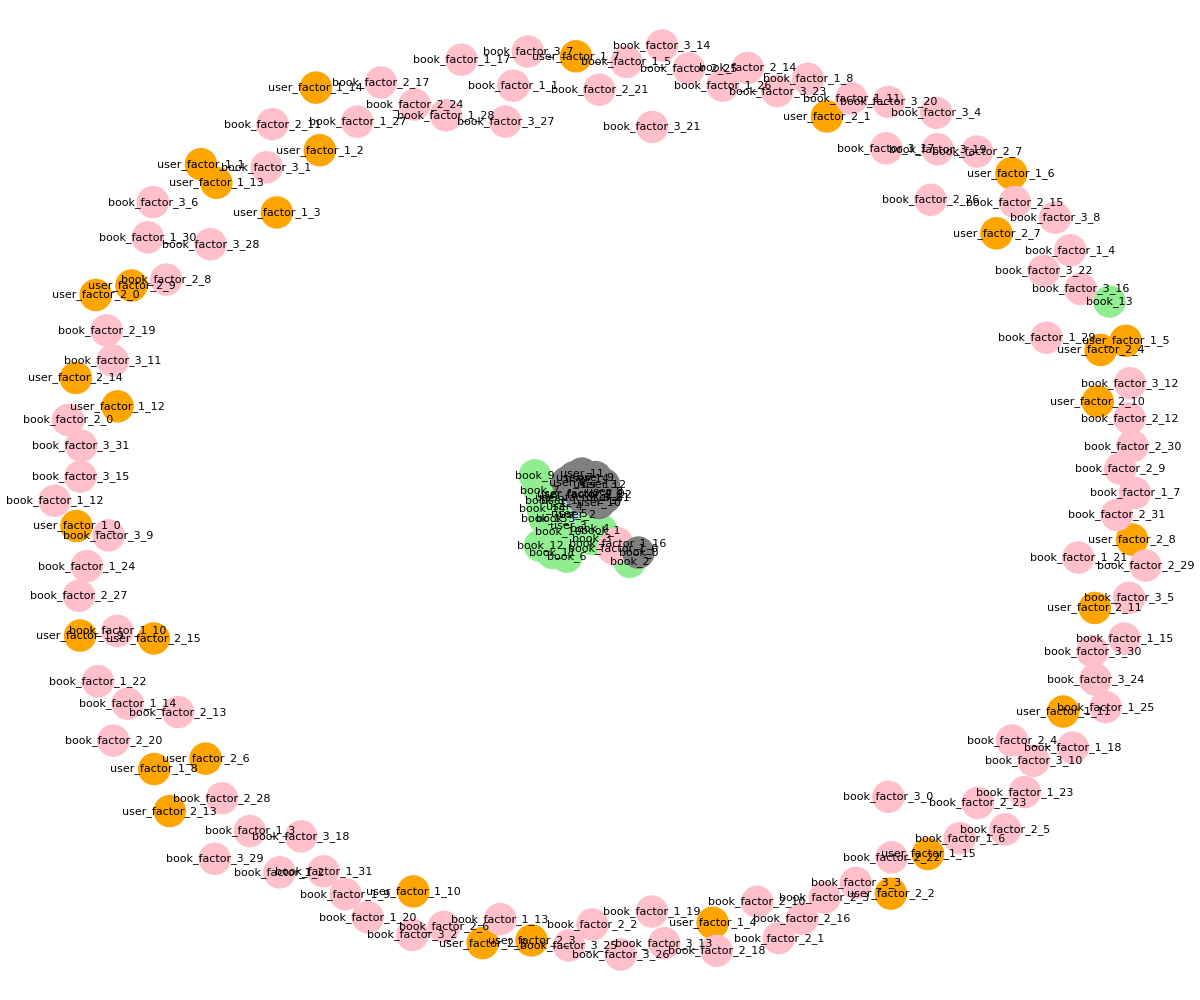 book_factor_3_14
book_factor_3_7
user_factor_1_7
book_factor_1_17
book_factor_1_5
book_factor_2_25
book_factor_2_14
book_factor_1_8
book_factor_2_17
user_factor_1_14
book_factor_1_1
book_factor_2_21
book_factor_1_26
book_factor_3_23
book_factor_1_11
book_factor_3_20
book_factor_3_4
book_factor_2_24
book_factor_1_28
book_factor_2_11
book_factor_1_27
book_factor_3_27
book_factor_3_21
user_factor_2_1
user_factor_1_2
book_factor_3_17
book_factor_3_19
book_factor_2_7
user_factor_1_1
book_factor_3_1
user_factor_1_6
user_factor_1_13
book_factor_3_6
book_factor_2_26
book_factor_2_15
user_factor_1_3
book_factor_3_8
user_factor_2_7
book_factor_1_30
book_factor_3_28
book_factor_1_4
book_factor_3_22
book_factor_2_8
user_factor_2_9
user_factor_2_0
book_factor_3_16
book_13
book_factor_2_19
book_factor_1_29
user_factor_1_5
user_factor_2_4
book_factor_3_11
user_factor_2_14
book_factor_3_12
user_factor_2_10
user_factor_1_12
book_factor_2_0
book_factor_2_12
book_factor_3_31
book_factor_2_30
book_factor_2_9
book_factor_3_15
book_9
user_11
book_factor_1_12
book_factor_1_7
book_factor_2_31
user_factor_1_0
book_factor_3_9
user_factor_2_8
book_12
book_6
book_2
book_factor_1_16
book_factor_1_21
book_factor_2_29
book_factor_1_24
book_factor_2_27
book_factor_3_5
user_factor_2_11
book_factor_1_10
user_factor_1_9
user_factor_2_15
book_factor_1_15
book_factor_3_30
book_factor_1_22
book_factor_3_24
book_factor_1_14
book_factor_2_13
user_factor_1_11
book_factor_1_25
book_factor_2_20
book_factor_2_4
book_factor_1_18
user_factor_2_6
book_factor_3_10
user_factor_1_8
book_factor_2_28
book_factor_3_0
book_factor_1_23
book_factor_2_23
user_factor_2_13
book_factor_1_3
book_factor_3_18
book_factor_2_5
book_factor_1_6
book_factor_3_29
book_factor_2_22
user_factor_1_15
book_factor_1_2
book_factor_1_31
book_factor_3_3
book_factor_1_9
user_factor_1_10
user_factor_2_2
book_factor_2_3
book_factor_2_10
book_factor_1_20
book_factor_1_13
book_factor_1_19
book_factor_2_16
book_factor_2_6
book_factor_2_2
user_factor_1_4
book_factor_3_2
user_factor_2_3
book_factor_3_25
book_factor_3_13
book_factor_2_1
book_factor_3_26
book_factor_2_18